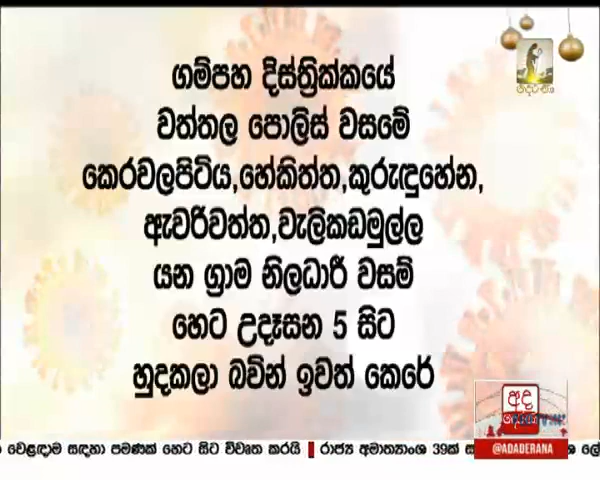 ගම්පහ දිස්ත්‍රික්කයේ
වත්තල පොලිස් වසමේ
කෙරවලපිටිය,හේකිත්ත,කුරුඳුහේන,
ඇවරිවත්ත,වැලිකඩමුල්ල
යන ග්‍රාම නිලධාරී වසම්
හෙට උදෑසන 5 සිට
හුදකලා බවින් ඉවත් කෙරේ
අද
@ADADERANA
වෙළඳාම සඳහා පමණක් හෙට සිට විවෘත කරයි ‖ රාජ්‍ය අමාත්‍යාංශ 39ක්